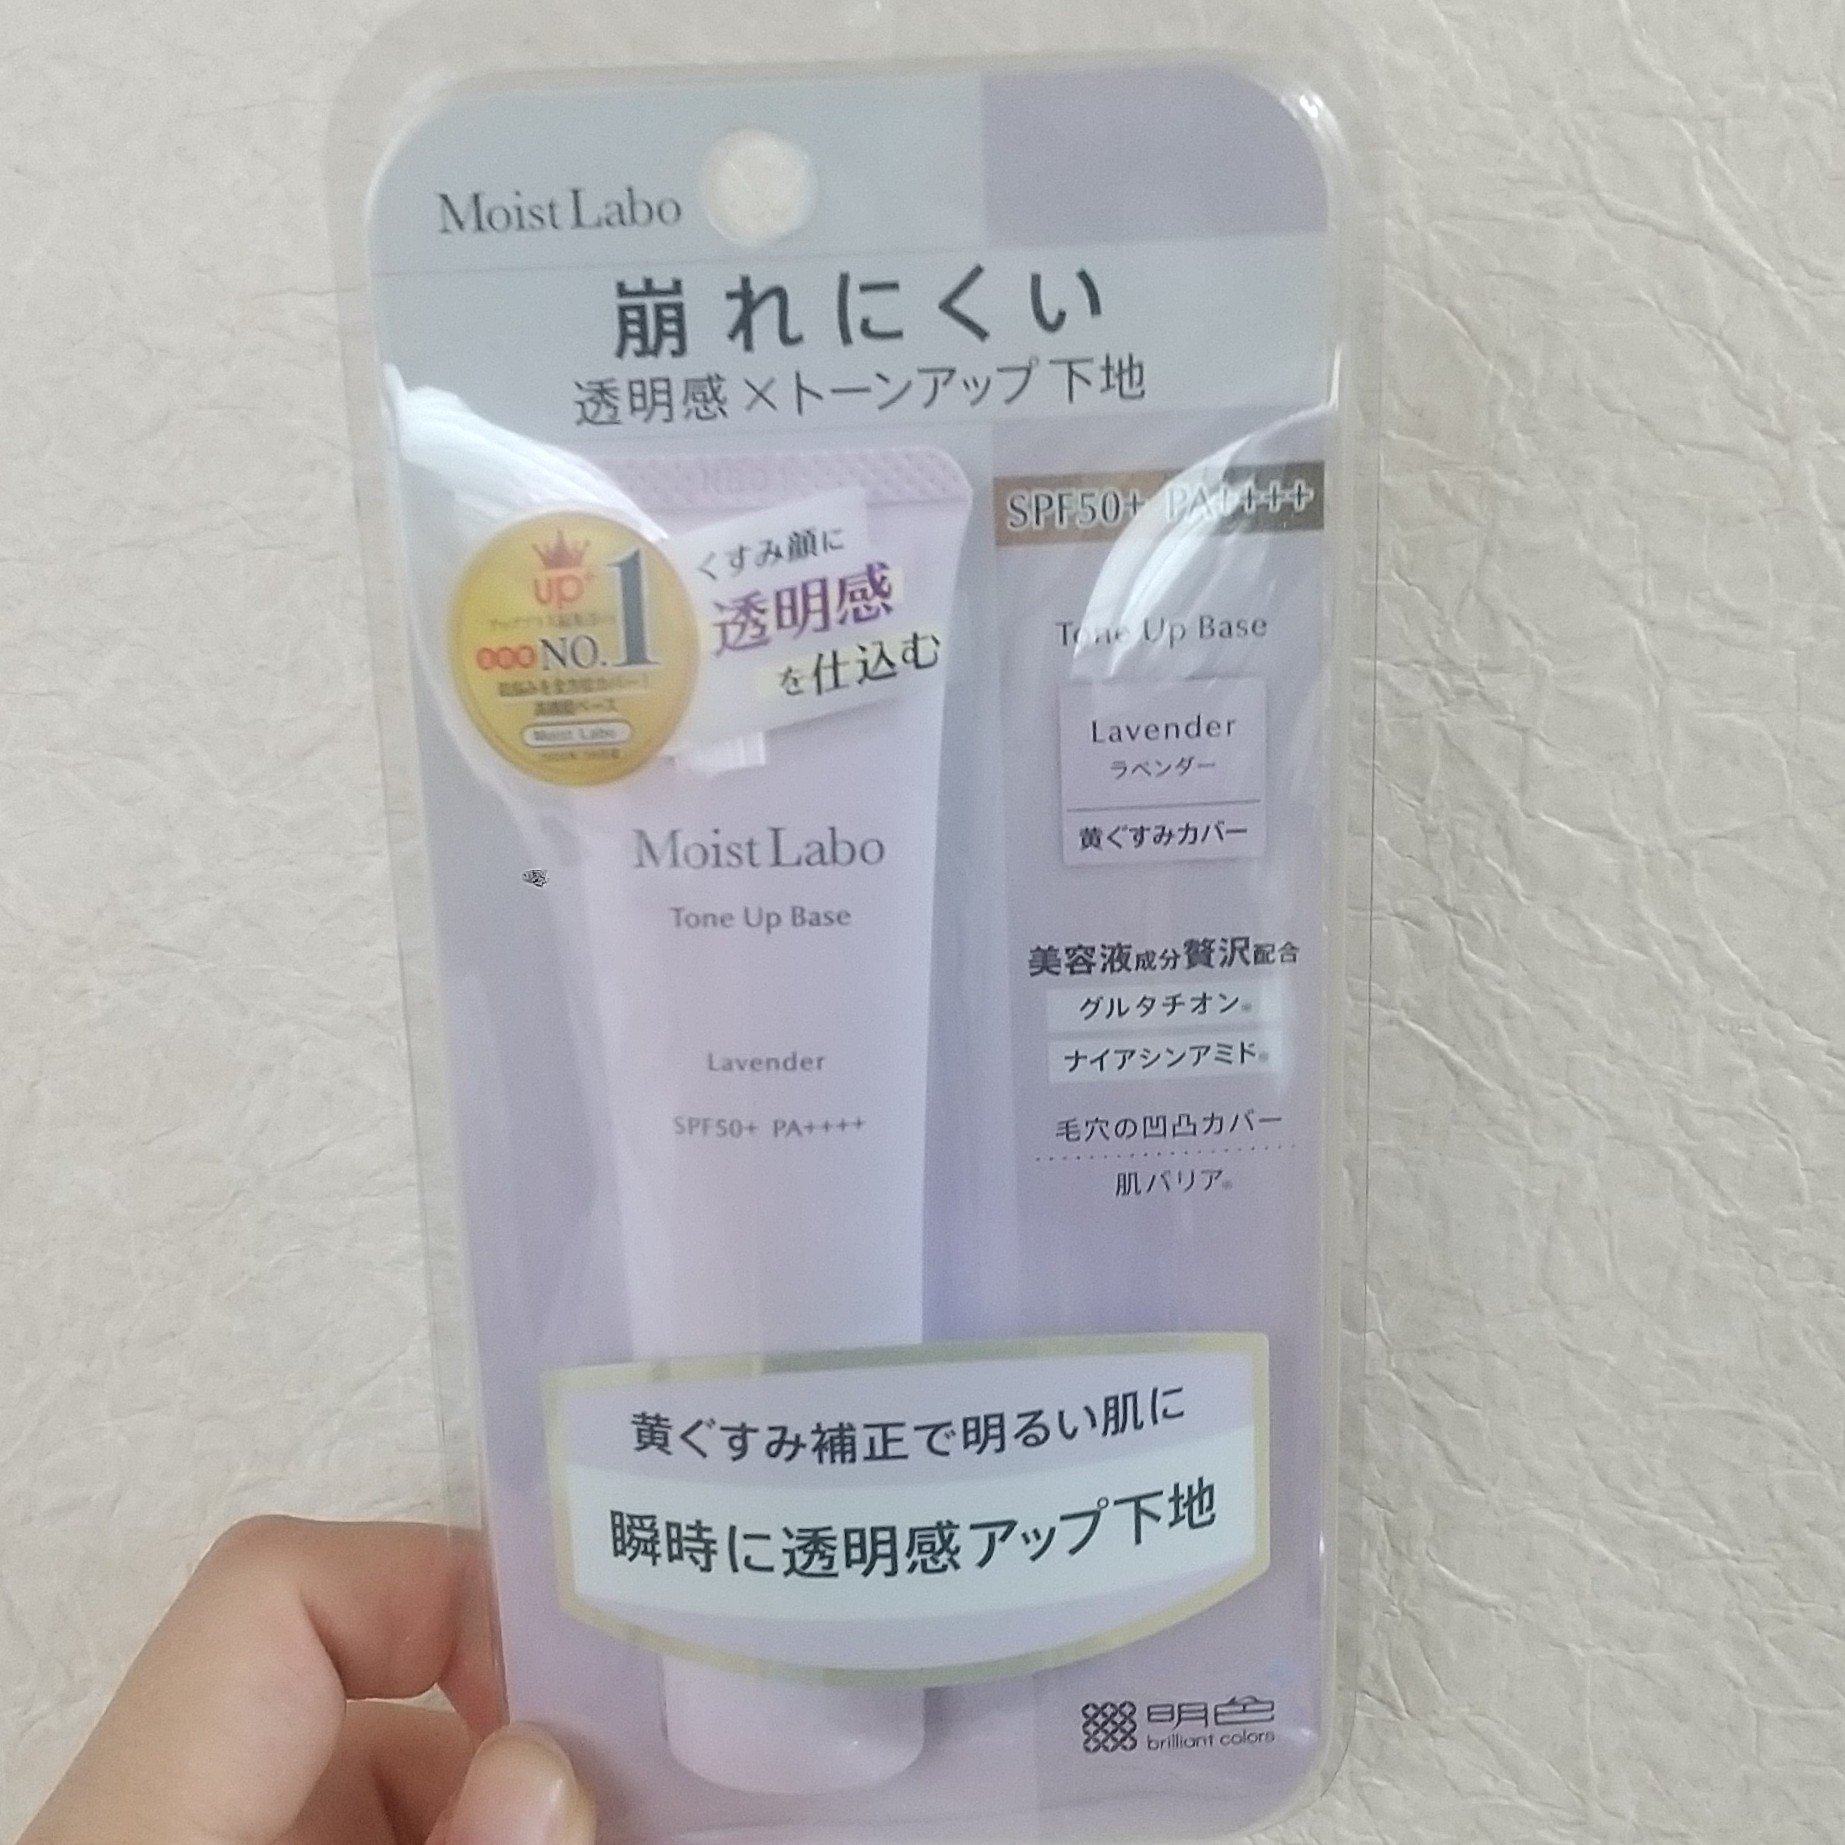 Moist Labo
崩れにくい
透明感×トーンアップ下地
SPF50+ PA++++
up+
NO.1
Moist Labo
くすみ顔に
透明感
を仕込む
Tone Up Base
Lavender
ラベンダー
黄ぐすみカバー
Moist Labo
Tone Up Base
Lavender
SPF50+ PA++++
美容液成分贅沢配合
グルタチオン※
ナイアシンアミド※
毛穴の凹凸カバー
肌バリア※
黄ぐすみ補正で明るい肌に
瞬時に透明感アップ下地
明色
brilliant colors